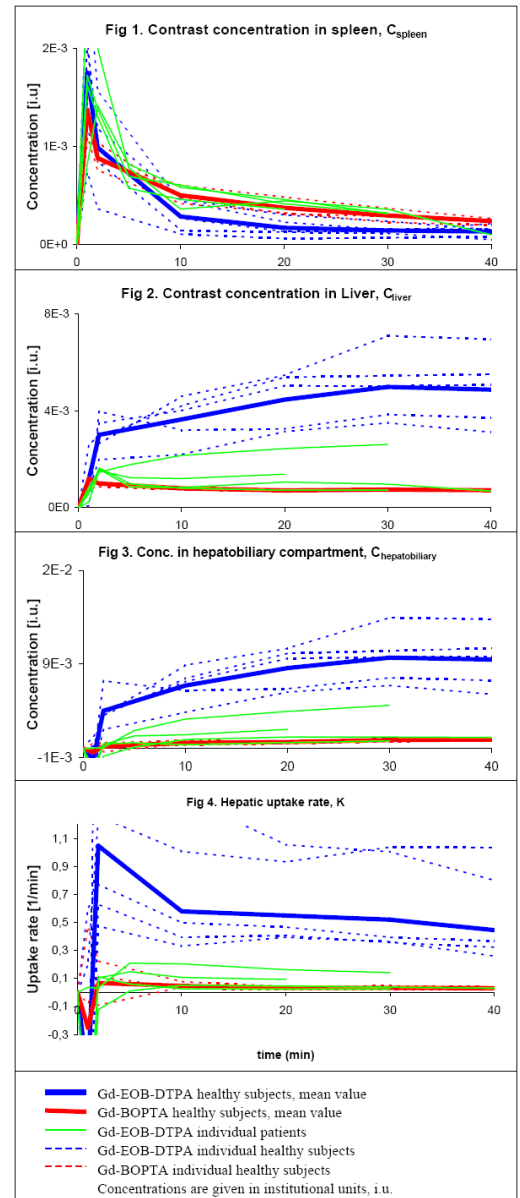 Fig 1. Contrast concentration in spleen, Cspleen
2E-3
1E-3
0E+0
Concentration [i.u]
0 10 20 30 40
Fig 2. Contrast concentration in Liver, Cliver
8E-3
4E-3
0E0
Concentration [i.u.]
0 10 20 30 40
Fig 3. Conc. in hepatobiliary compartment, Chepatobiliary
2E-2
9E-3
-1E-3
Concentration [i.u.]
0 10 20 30 40
Fig 4. Hepatic uptake rate, K
1,1
0,9
0,7
0,5
0,3
0,1
-0,1
-0,3
Uptake rate [1/min]
0 10 20 30 40
time (min)
Gd-EOB-DTPA healthy subjects, mean value
Gd-BOPTA healthy subjects, mean value
Gd-EOB-DTPA individual patients
Gd-EOB-DTPA individual healthy subjects
Gd-BOPTA individual healthy subjects
Concentrations are given in institutional units, i.u.